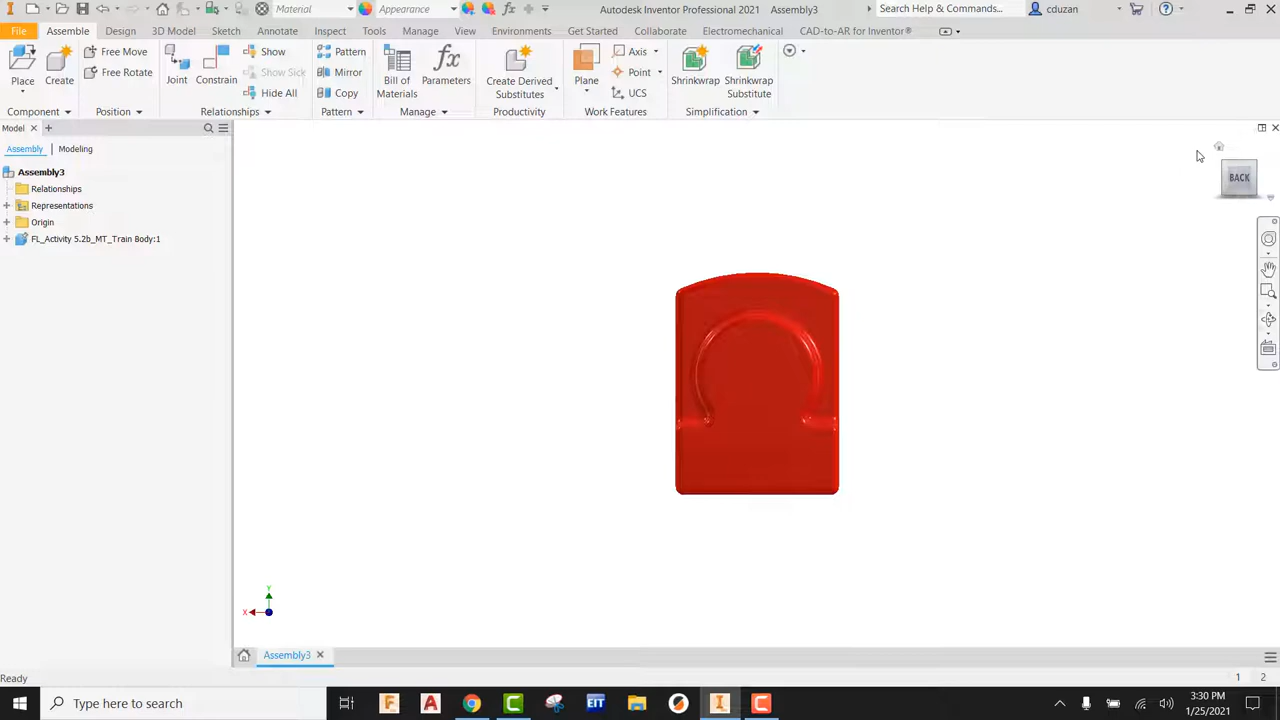 Material Appearance Autodesk Inventor Professional 2021 Assembly3 Search Help & Commands... cduzan
File Assemble Design 3D Model Sketch Annotate Inspect Tools Manage View Environments Get Started Collaborate Electromechanical CAD-to-AR for Inventor®
Place Create Free Move Free Rotate Joint Constrain Show Show Sick Hide All Pattern Mirror Copy Bill of Materials Parameters Create Derived Substitutes Plane Axis Point UCS Shrinkwrap Shrinkwrap Substitute
Component Position Relationships Pattern Manage Productivity Work Features Simplification
Model
Assembly Modeling
Assembly3
Relationships
Representations
Origin
FL_Activity 5.2b_MT_Train Body:1
BACK
Y
X
Assembly3
Ready 1 2
Type here to search
EIT
3:30 PM
1/25/2021